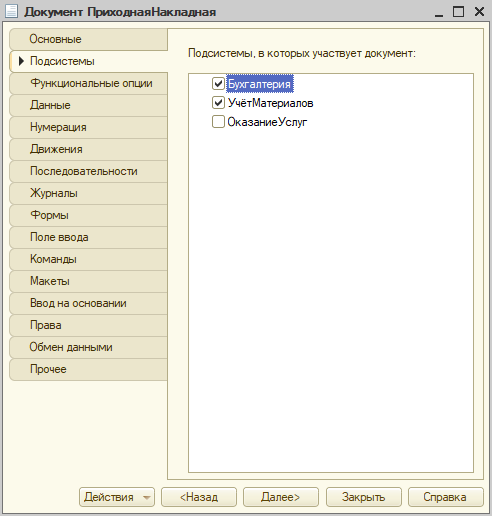 Документ ПриходнаяНакладная
Основные
Подсистемы
Функциональные опции
Данные
Нумерация
Движения
Последовательности
Журналы
Формы
Поле ввода
Команды
Макеты
Ввод на основании
Права
Обмен данными
Прочее
Подсистемы, в которых участвует документ:
Бухгалтерия
УчётМатериалов
ОказаниеУслуг
Действия
<Назад
Далее>
Закрыть
Справка